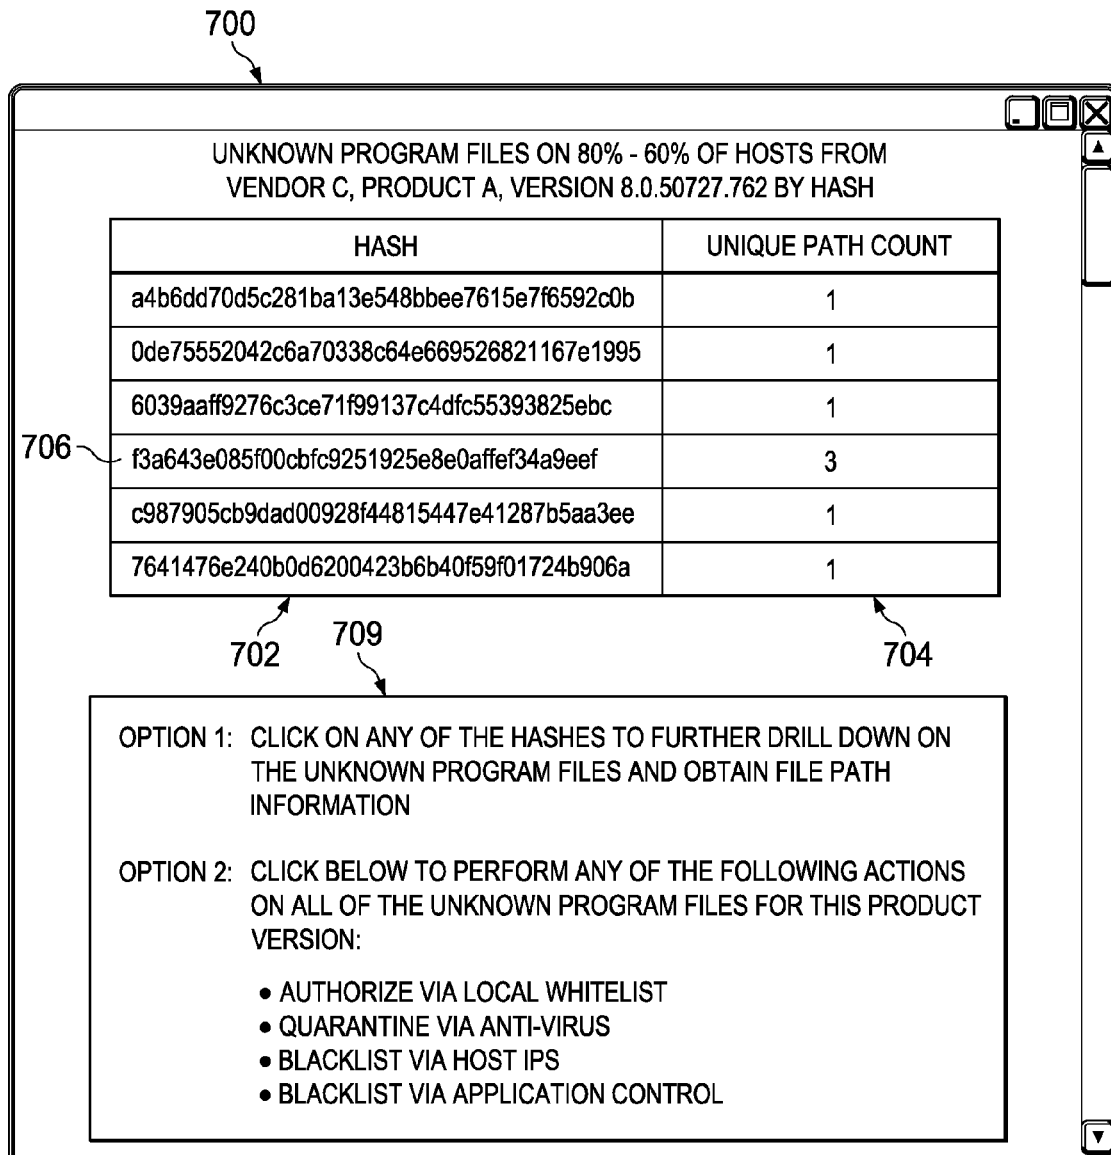 700
UNKNOWN PROGRAM FILES ON 80% - 60% OF HOSTS FROM
VENDOR C, PRODUCT A, VERSION 8.0.50727.762 BY HASH
HASH UNIQUE PATH COUNT
a4b6dd70d5c281ba13e548bbee7615e7f6592c0b 1
0de75552042c6a70338c64e669526821167e1995 1
6039aaff9276c3ce71f99137c4dfc55393825ebc 1
706 f3a643e085f00cbfc9251925e8e0affef34a9eef 3
c987905cb9dad00928f44815447e41287b5aa3ee 1
7641476e240b0d6200423b6b40f59f01724b906a 1
702 709 704
OPTION 1: CLICK ON ANY OF THE HASHES TO FURTHER DRILL DOWN ON
THE UNKNOWN PROGRAM FILES AND OBTAIN FILE PATH
INFORMATION
OPTION 2: CLICK BELOW TO PERFORM ANY OF THE FOLLOWING ACTIONS
ON ALL OF THE UNKNOWN PROGRAM FILES FOR THIS PRODUCT
VERSION:
• AUTHORIZE VIA LOCAL WHITELIST
• QUARANTINE VIA ANTI-VIRUS
• BLACKLIST VIA HOST IPS
• BLACKLIST VIA APPLICATION CONTROL